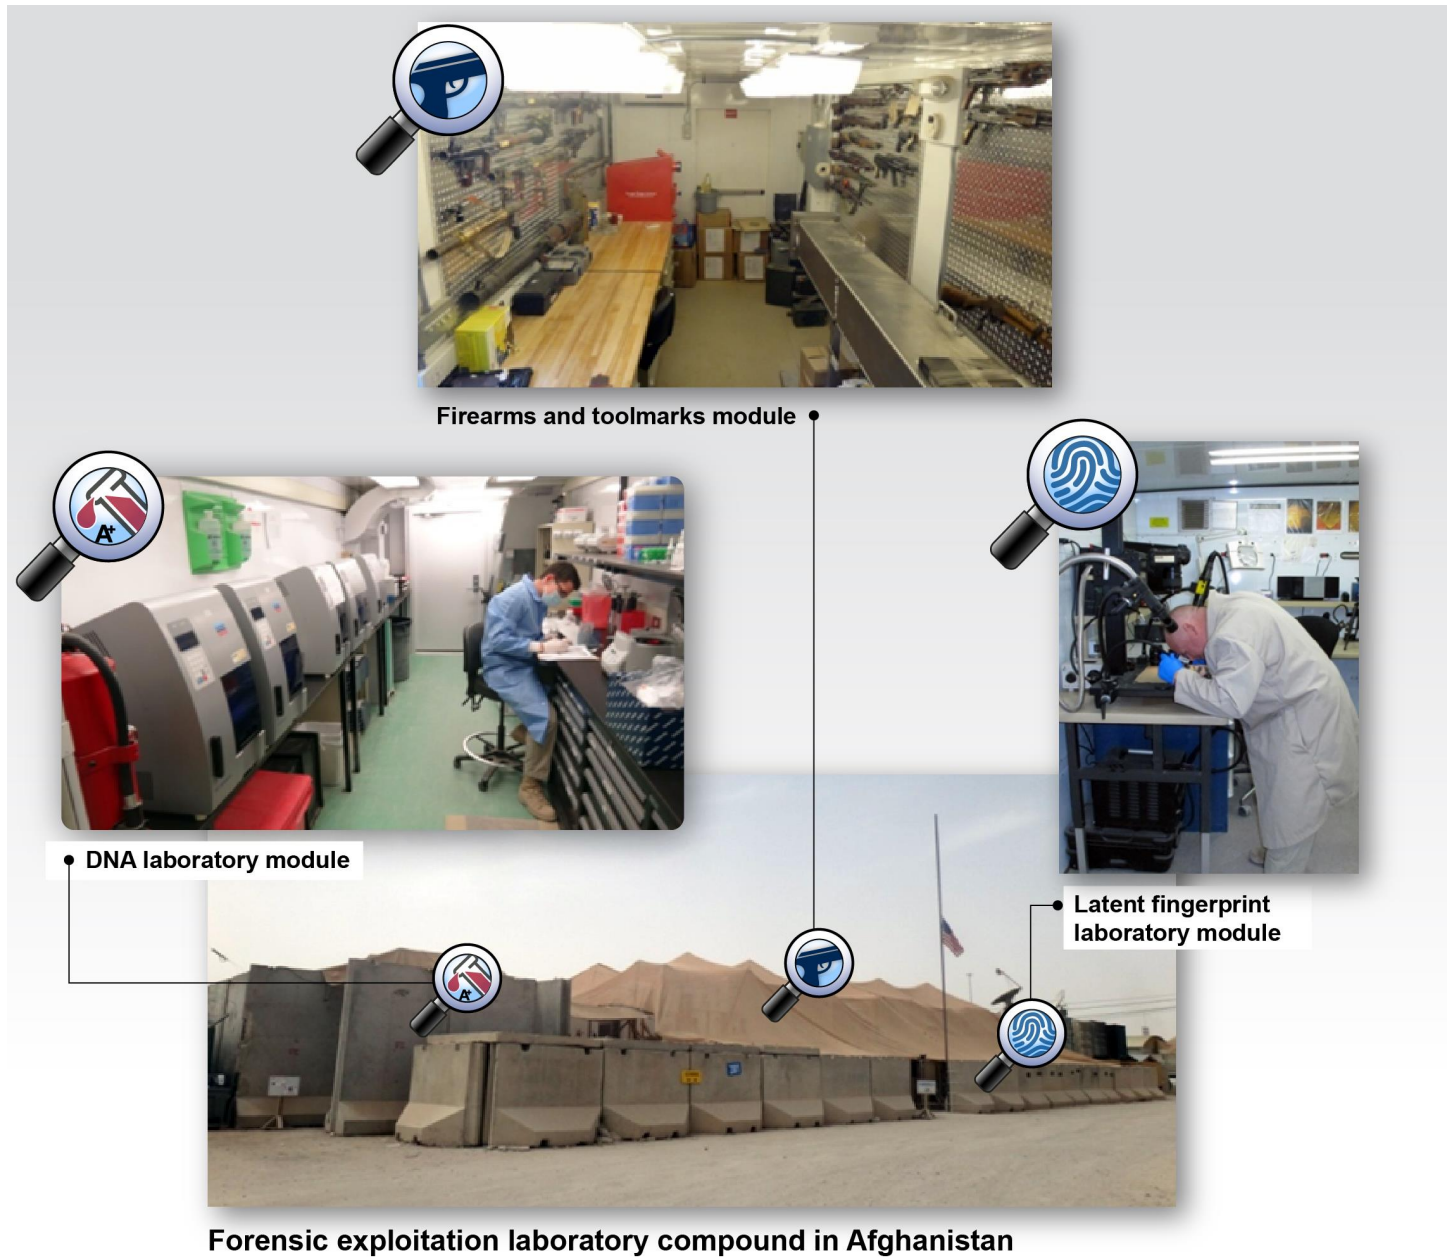 Firearms and toolmarks module
A+
DNA laboratory module
Latent fingerprint
laboratory module
A+
Forensic exploitation laboratory compound in Afghanistan